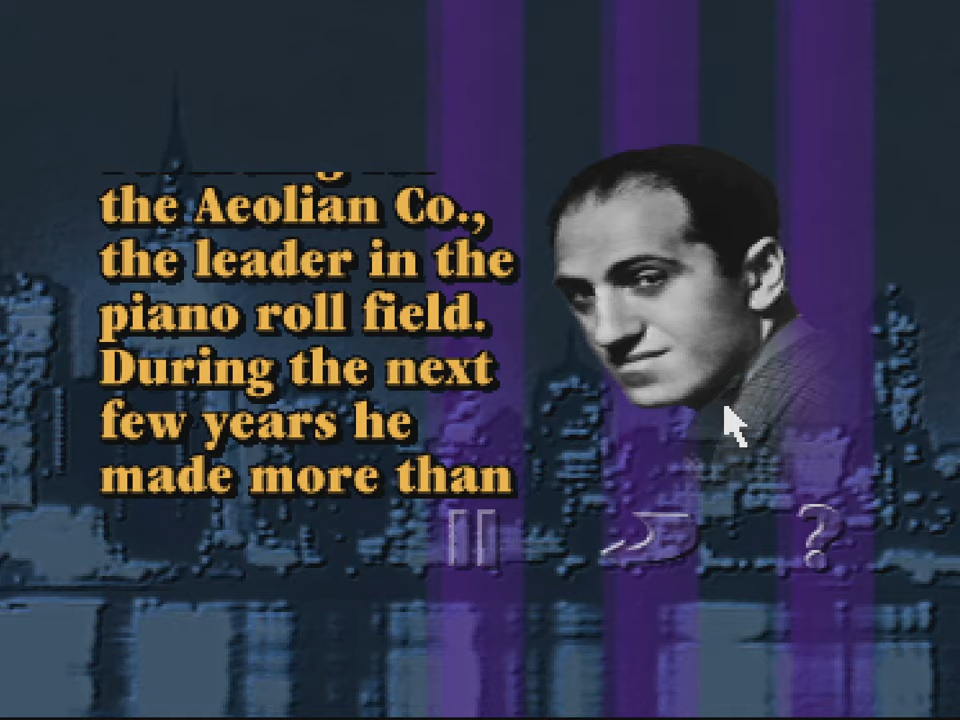 the Aeolian Co.,
the leader in the
piano roll field.
During the next
few years he
made more than
?